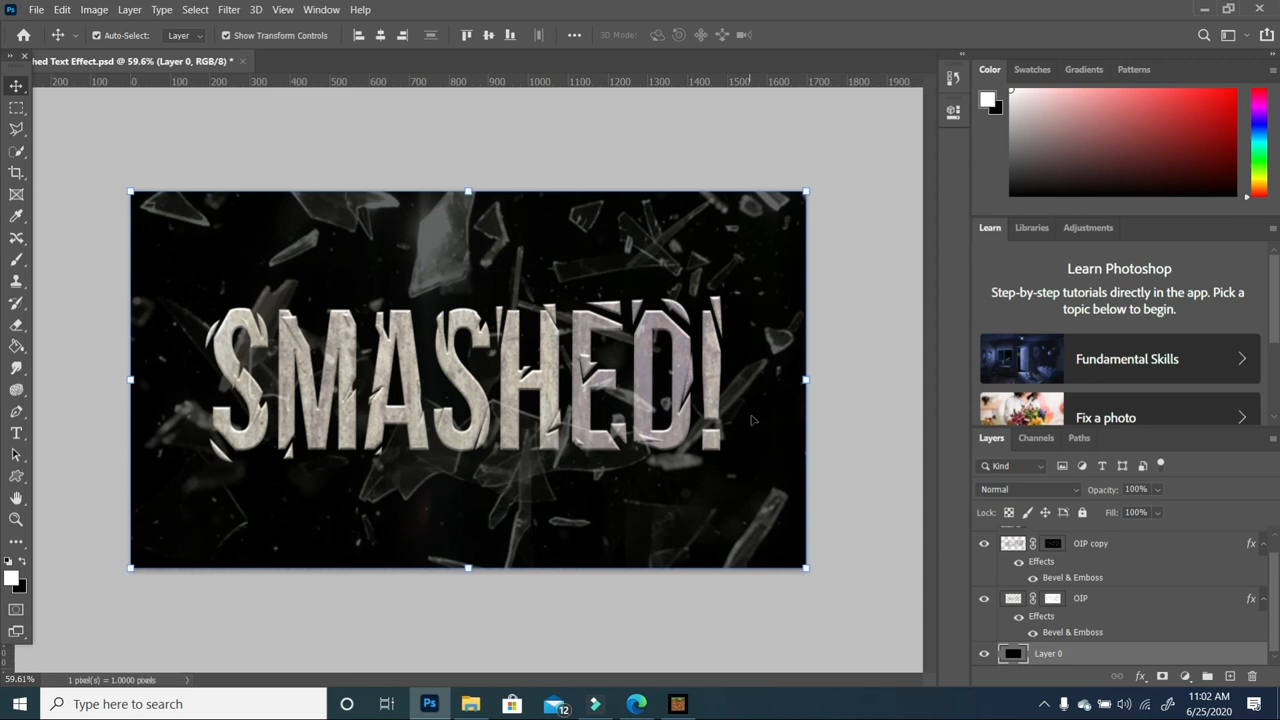 Ps File Edit Image Layer Type Select Filter 3D View Window Help
Auto-Select: Layer Show Transform Controls 3D Mode:
hed Text Effect.psd @ 59.6% (Layer 0, RGB/8) *
200 100 0 100 200 300 400 500 600 700 800 900 1000 1100 1200 1300 1400 1500 1600 1700 1800 1900
Color Swatches Gradients Patterns
SMASHED!
Learn Libraries Adjustments
Learn Photoshop
Step-by-step tutorials directly in the app. Pick a
topic below to begin.
Fundamental Skills
Fix a photo
Layers Channels Paths
Kind
Normal Opacity: 100%
Lock: Fill: 100%
OIP copy fx
Effects
Bevel & Emboss
OIP fx
Effects
Bevel & Emboss
Layer 0
59.61% 1 pixel(s) = 1.0000 pixels
Type here to search
Ps
12
11:02 AM
6/25/2020